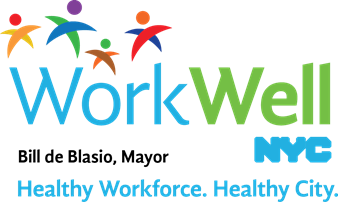 WorkWell
NYC
Bill de Blasio, Mayor
Healthy Workforce. Healthy City.